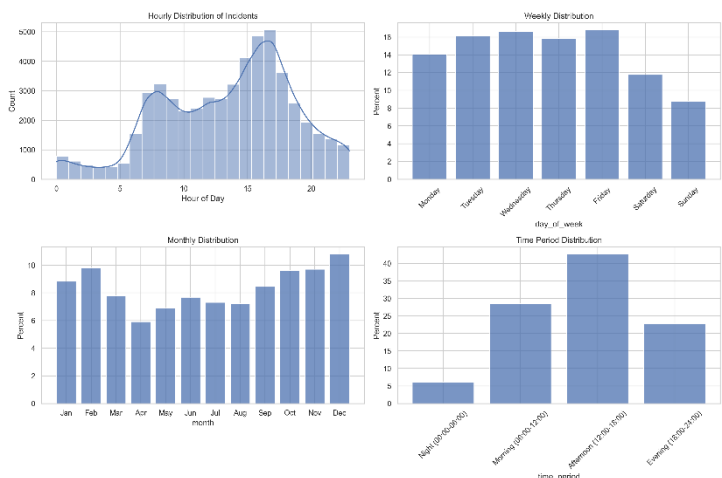 Hourly Distribution of Incidents
5000
4000
3000
2000
1000
0
Count
0 5 10 15 20
Hour of Day
Weekly Distribution
16
14
12
10
8
6
4
2
0
Percent
Monday Tuesday Wednesday Thursday Friday Saturday Sunday
day_of_week
Monthly Distribution
10
8
6
4
2
0
Percent
Jan Feb Mar Apr May Jun Jul Aug Sep Oct Nov Dec
month
Time Period Distribution
40
35
30
25
20
15
10
5
0
Percent
Night (00:00-06:00) Morning (06:00-12:00) Afternoon (12:00-18:00) Evening (18:00-24:00)
time_period